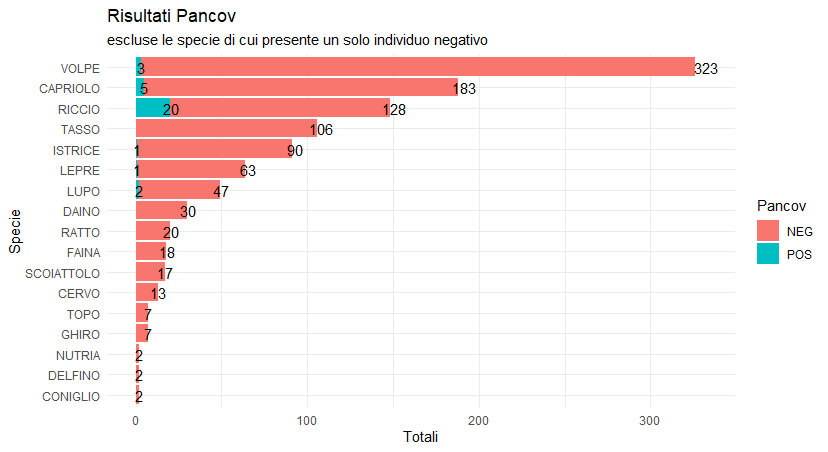 Risultati Pancov
escluse le specie di cui presente un solo individuo negativo
Specie
VOLPE 3 323
CAPRIOLO 5 183
RICCIO 20 128
TASSO 106
ISTRICE 1 90
LEPRE 1 63
LUPO 2 47
DAINO 30
RATTO 20
FAINA 18
SCOIATTOLO 17
CERVO 13
TOPO 7
GHIRO 7
NUTRIA 2
DELFINO 2
CONIGLIO 2
0 100 200 300
Totali
Pancov
NEG
POS